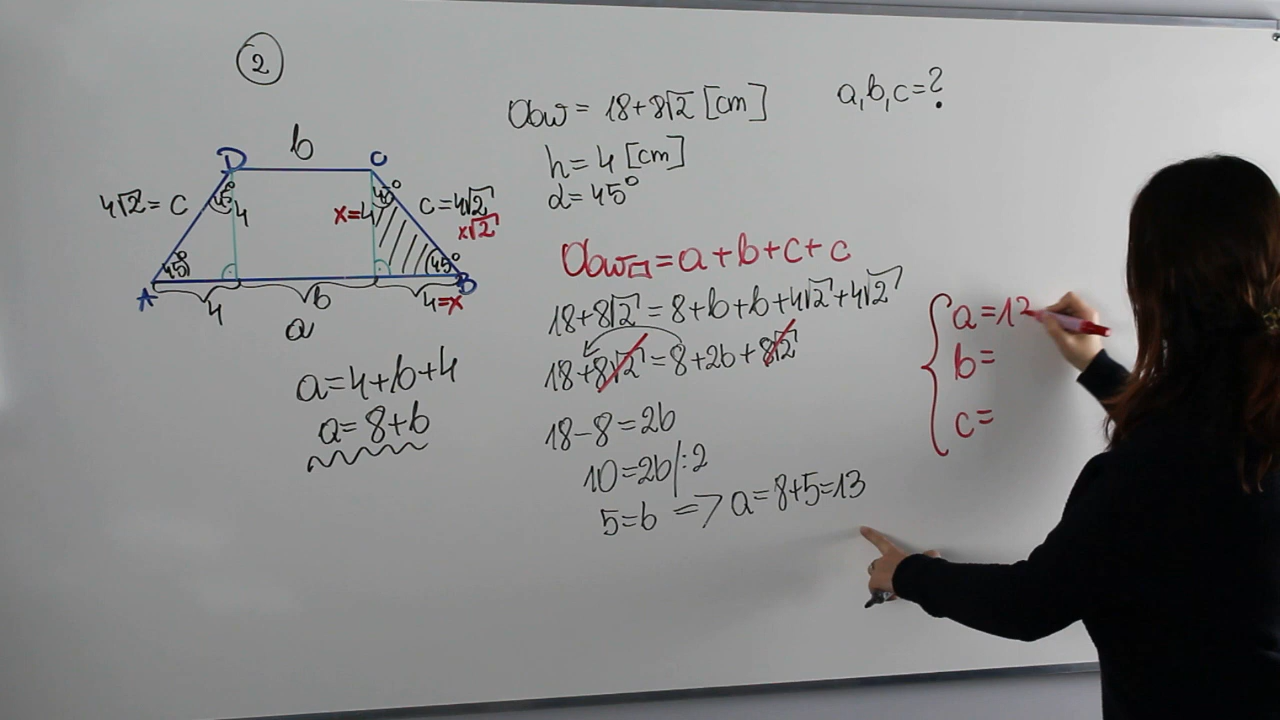 2
Obw = 18+8√2 [cm]
a,b,c=?
h=4 [cm]
α=45°
D
b
C
4√2 = c
45°
4
x=4
45°
c=4√2
x√2
45°
45°
A
4
b
4=x
B
a
a=4+b+4
a=8+b
Obw=a+b+c+c
18+8√2=8+b+b+4√2+4√2
18+8√2=8+2b+8√2
18-8=2b
10=2b/:2
5=b => a=8+5=13
a=1
b=
c=